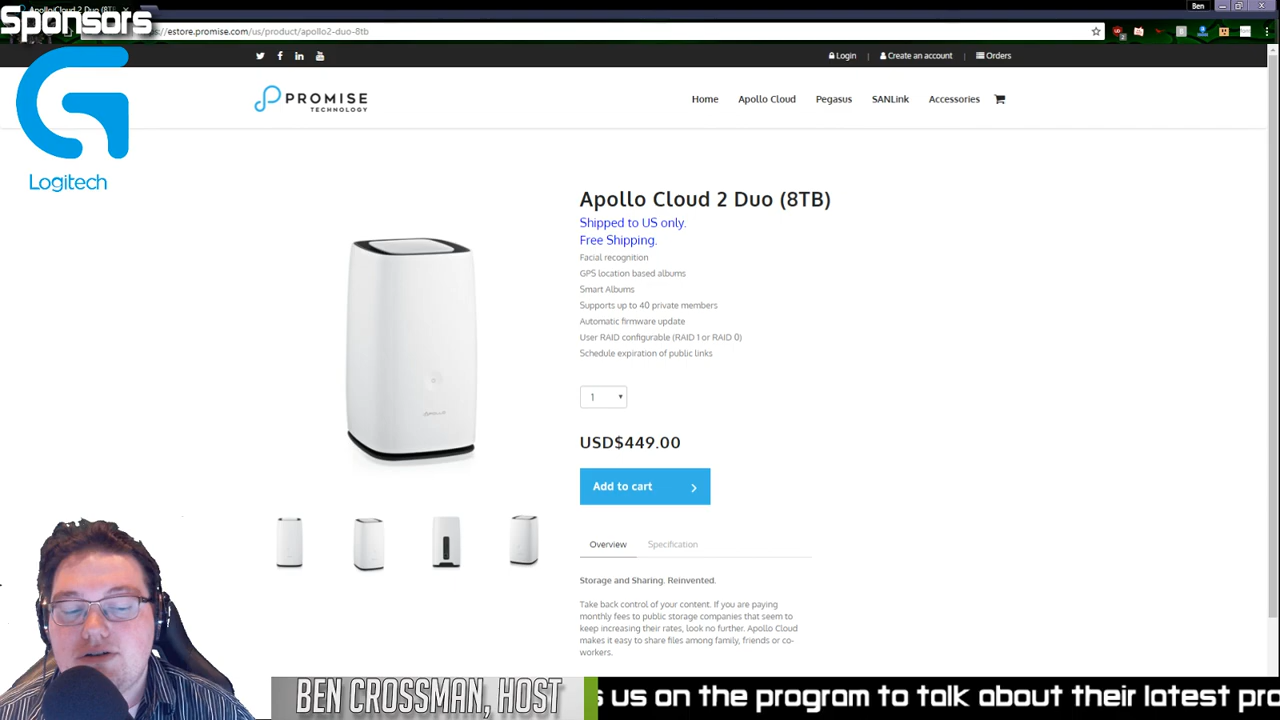 Sponsors
Ben
estore.promise.com/us/product/apollo2-duo-8tb
Login | Create an account | Orders
Logitech
PROMISE
TECHNOLOGY
Home Apollo Cloud Pegasus SANLink Accessories
Apollo Cloud 2 Duo (8TB)
Shipped to US only.
Free Shipping.
Facial recognition
GPS location based albums
Smart Albums
Supports up to 40 private members
Automatic firmware update
User RAID configurable (RAID 1 or RAID 0)
Schedule expiration of public links
1
USD$449.00
Add to cart
APOLLO
Overview Specification
Storage and Sharing. Reinvented.
Take back control of your content. If you are paying
monthly fees to public storage companies that seem to
keep increasing their rates, look no further. Apollo Cloud
makes it easy to share files among family, friends or co-
workers.
BEN CROSSMAN, HOST
s us on the program to talk about their latest pro